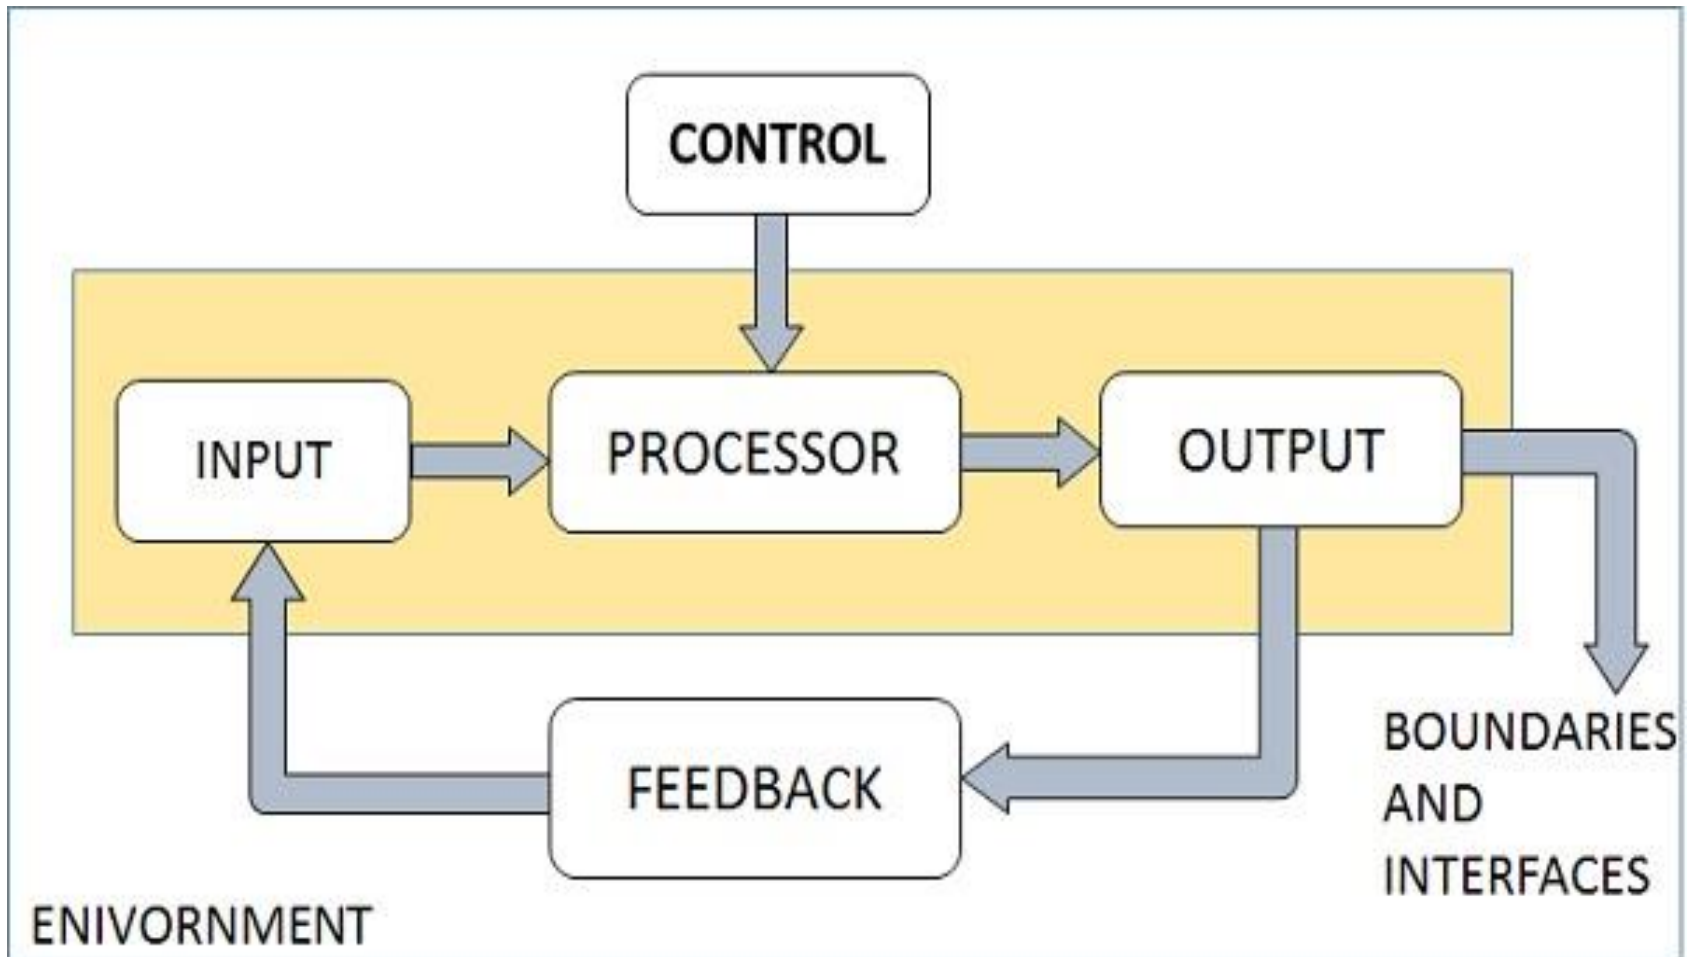 CONTROL
INPUT
PROCESSOR
OUTPUT
FEEDBACK
BOUNDARIES
AND
INTERFACES
ENIVORNMENT